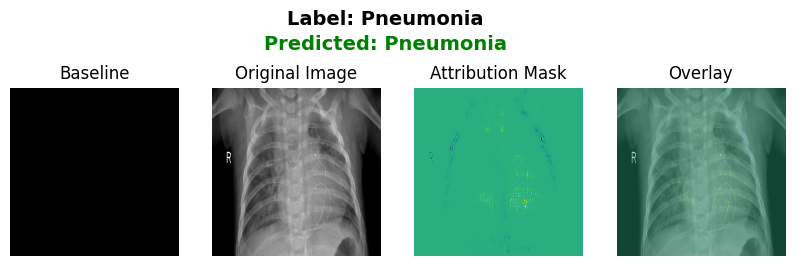 Label: Pneumonia
Predicted: Pneumonia
Baseline
Original Image
Attribution Mask
Overlay
R
R
R